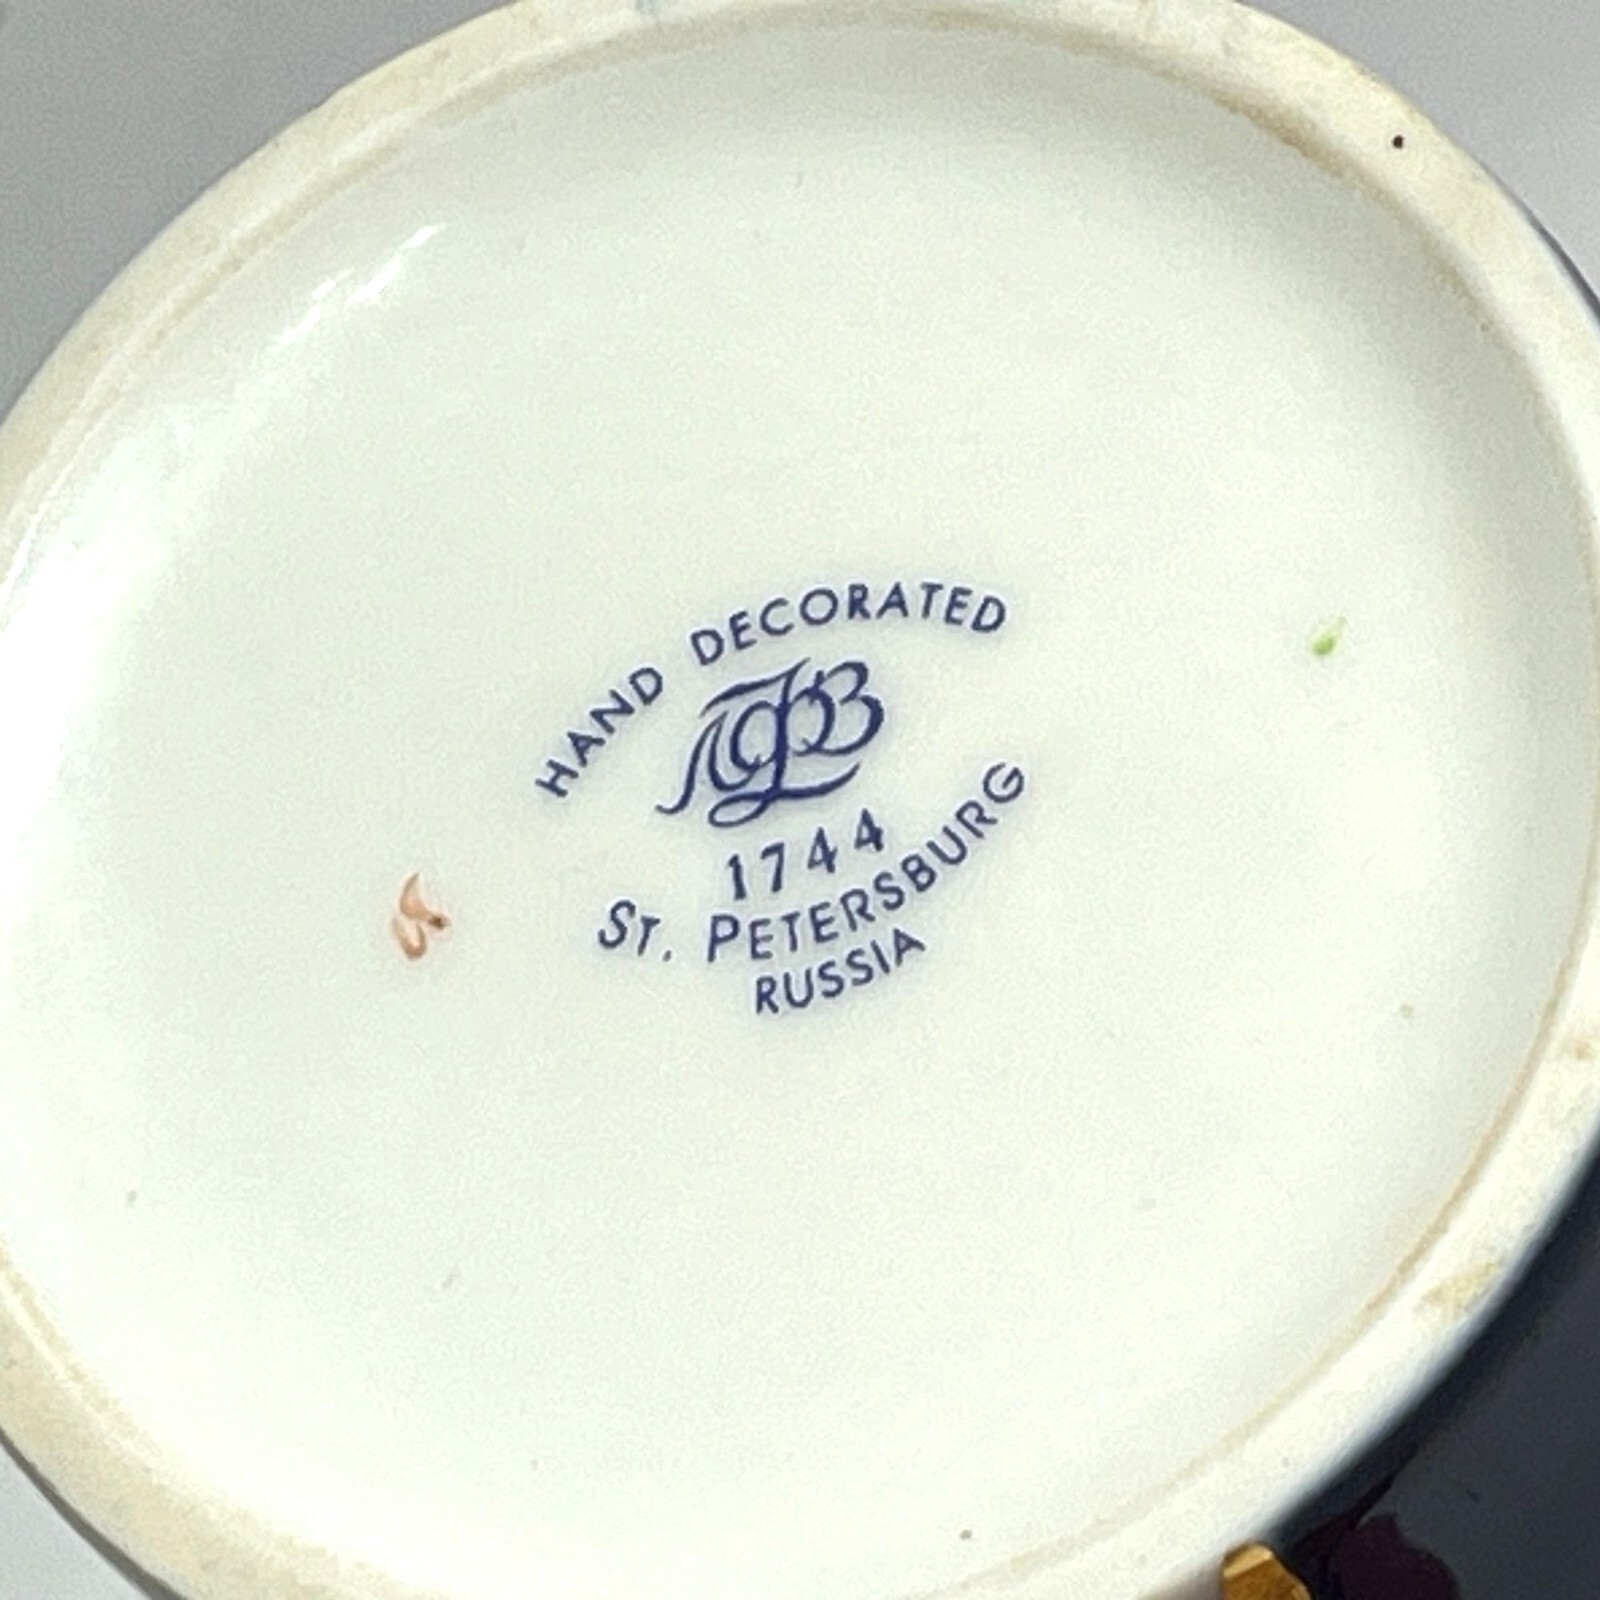 HAND DECORATED
ЛФЗ
1744
ST. PETERSBURG
RUSSIA